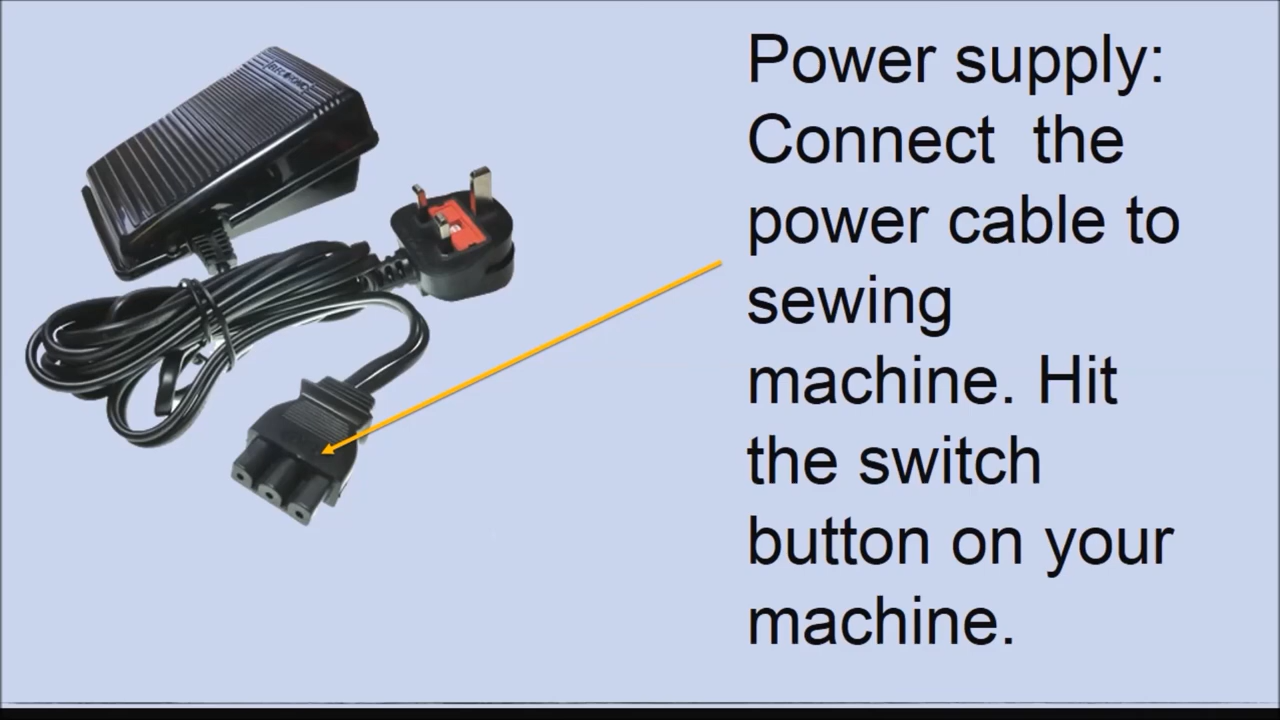 Power supply:
Connect the
power cable to
sewing
machine. Hit
the switch
button on your
machine.